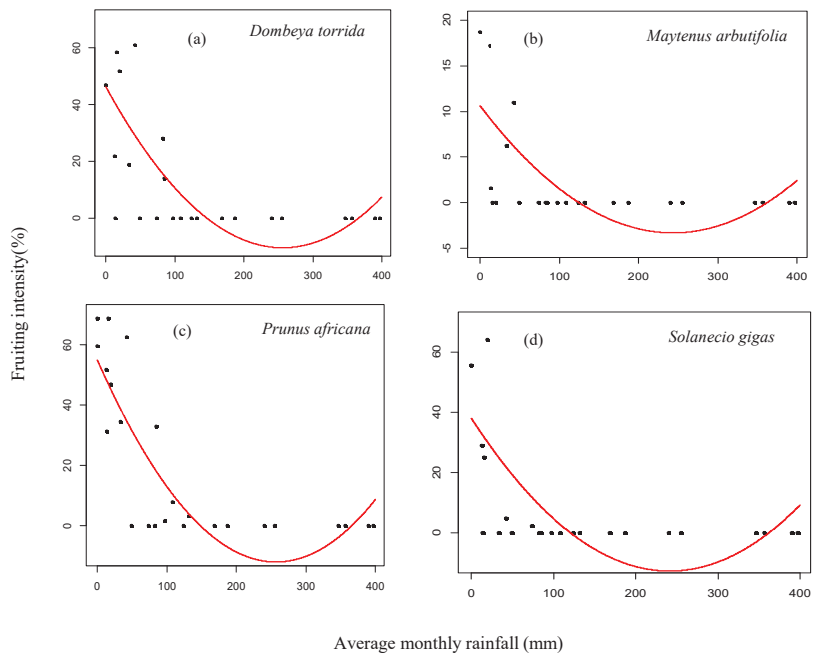 (a) Dombeya torrida
60
40
20
0
0 100 200 300 400
(b) Maytenus arbutifolia
20
15
10
5
0
-5
0 100 200 300 400
Fruiting intensity(%)
(c) Prunus africana
60
40
20
0
0 100 200 300 400
(d) Solanecio gigas
60
40
20
0
0 100 200 300 400
Average monthly rainfall (mm)